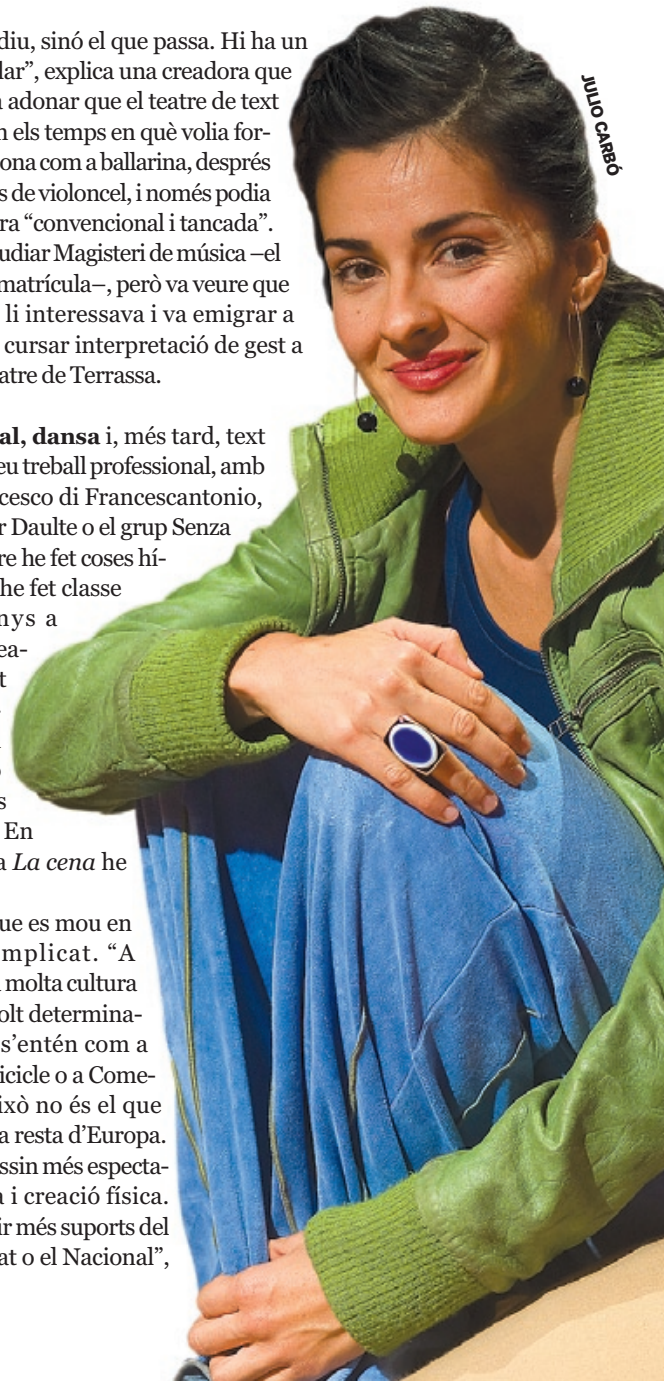 diu, sinó el que passa. Hi ha un
lar”, explica una creadora que
adonar que el teatre de text
els temps en què volia for-
ona com a ballarina, després
s de violoncel, i només podia
ra “convencional i tancada”.
udiar Magisteri de música –el
matrícula–, però va veure que
li interessava i va emigrar a
cursar interpretació de gest a
atre de Terrassa.
al, dansa i, més tard, text
eu treball professional, amb
cesco di Francescantonio,
r Daulte o el grup Senza
re he fet coses hí-
he fet classe
nys a
ea-
t
s
En
a La cena he
ue es mou en
mplicat. “A
molta cultura
olt determina-
s’entén com a
icicle o a Come-
ixò no és el que
a resta d’Europa.
ssin més especta-
a i creació física.
ir més suports del
at o el Nacional”,
JULIO CARBÓ